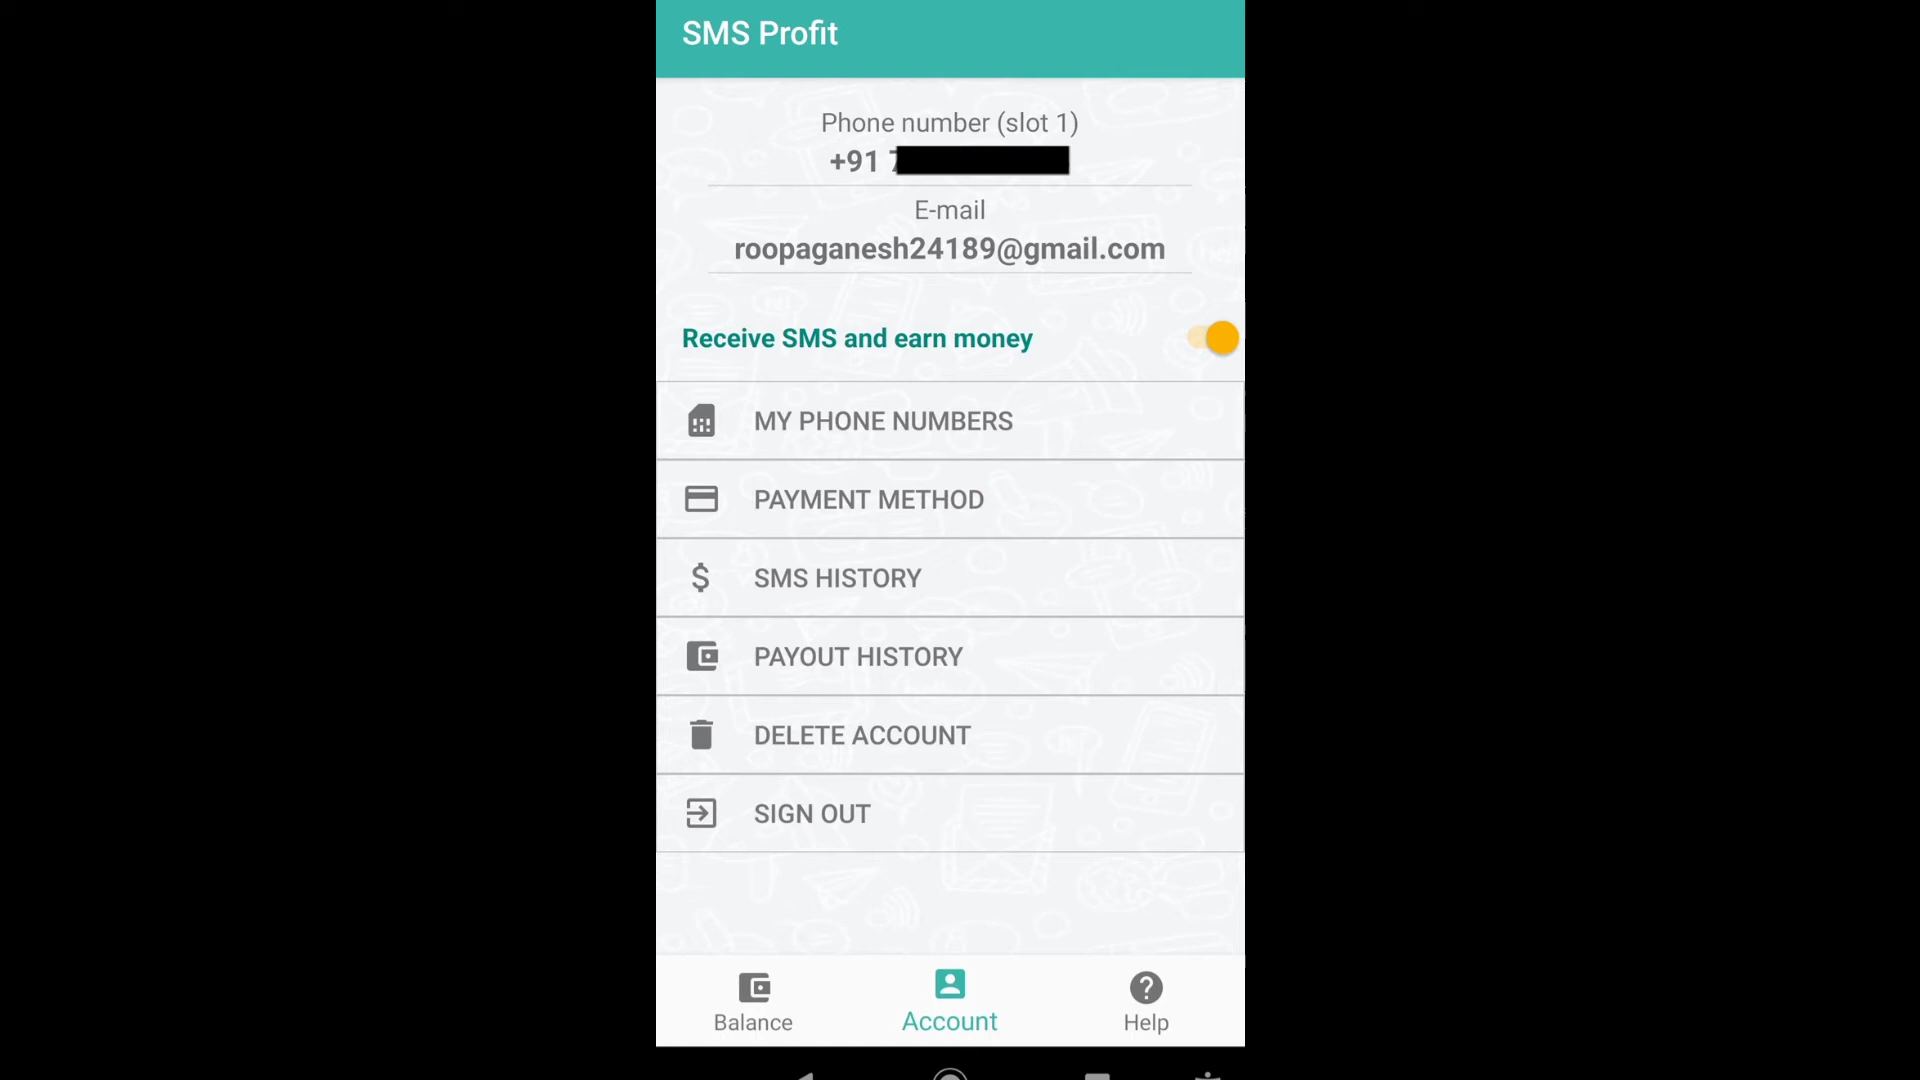 SMS Profit
Phone number (slot 1)
+91 7
E-mail
roopaganesh24189@gmail.com
Receive SMS and earn money
MY PHONE NUMBERS
PAYMENT METHOD
SMS HISTORY
PAYOUT HISTORY
DELETE ACCOUNT
SIGN OUT
Balance
Account
Help